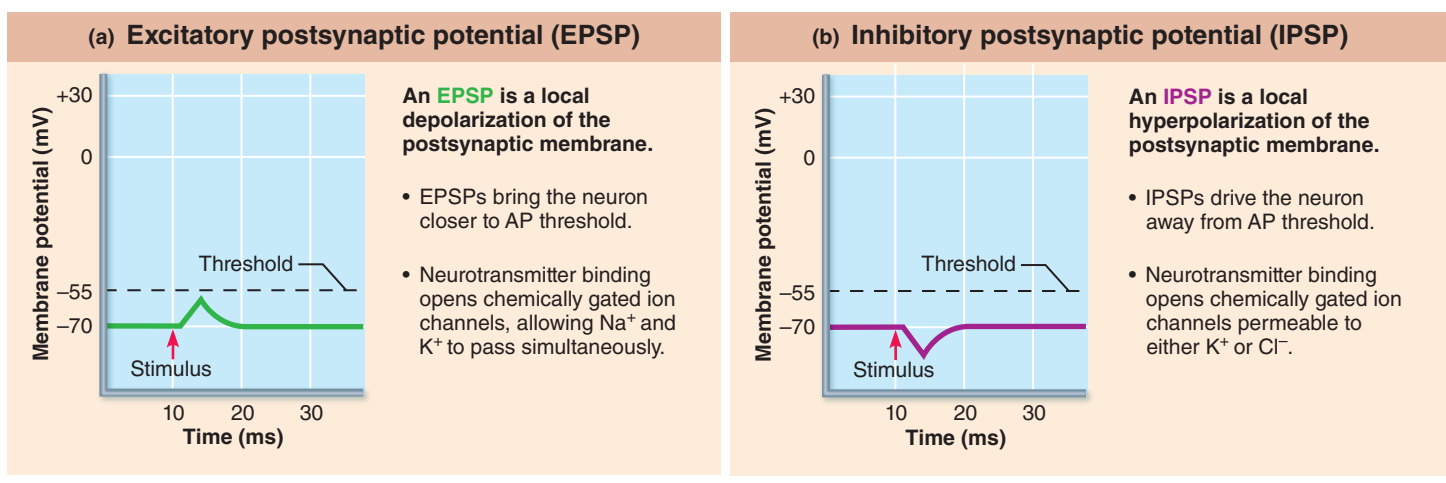 (a) Excitatory postsynaptic potential (EPSP)
Membrane potential (mV)
+30
0
–55
–70
Threshold
Stimulus
10 20 30
Time (ms)
An EPSP is a local
depolarization of the
postsynaptic membrane.
• EPSPs bring the neuron
closer to AP threshold.
• Neurotransmitter binding
opens chemically gated ion
channels, allowing Na⁺ and
K⁺ to pass simultaneously.
(b) Inhibitory postsynaptic potential (IPSP)
Membrane potential (mV)
+30
0
–55
–70
Threshold
Stimulus
10 20 30
Time (ms)
An IPSP is a local
hyperpolarization of the
postsynaptic membrane.
• IPSPs drive the neuron
away from AP threshold.
• Neurotransmitter binding
opens chemically gated ion
channels permeable to
either K⁺ or Cl⁻.